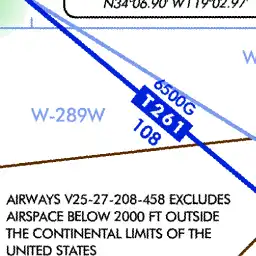 N34°06.90' W119°02.97'
W
6500G
W-289W
T261
108
AIRWAYS V25-27-208-458 EXCLUDES
AIRSPACE BELOW 2000 FT OUTSIDE
THE CONTINENTAL LIMITS OF THE
UNITED STATES